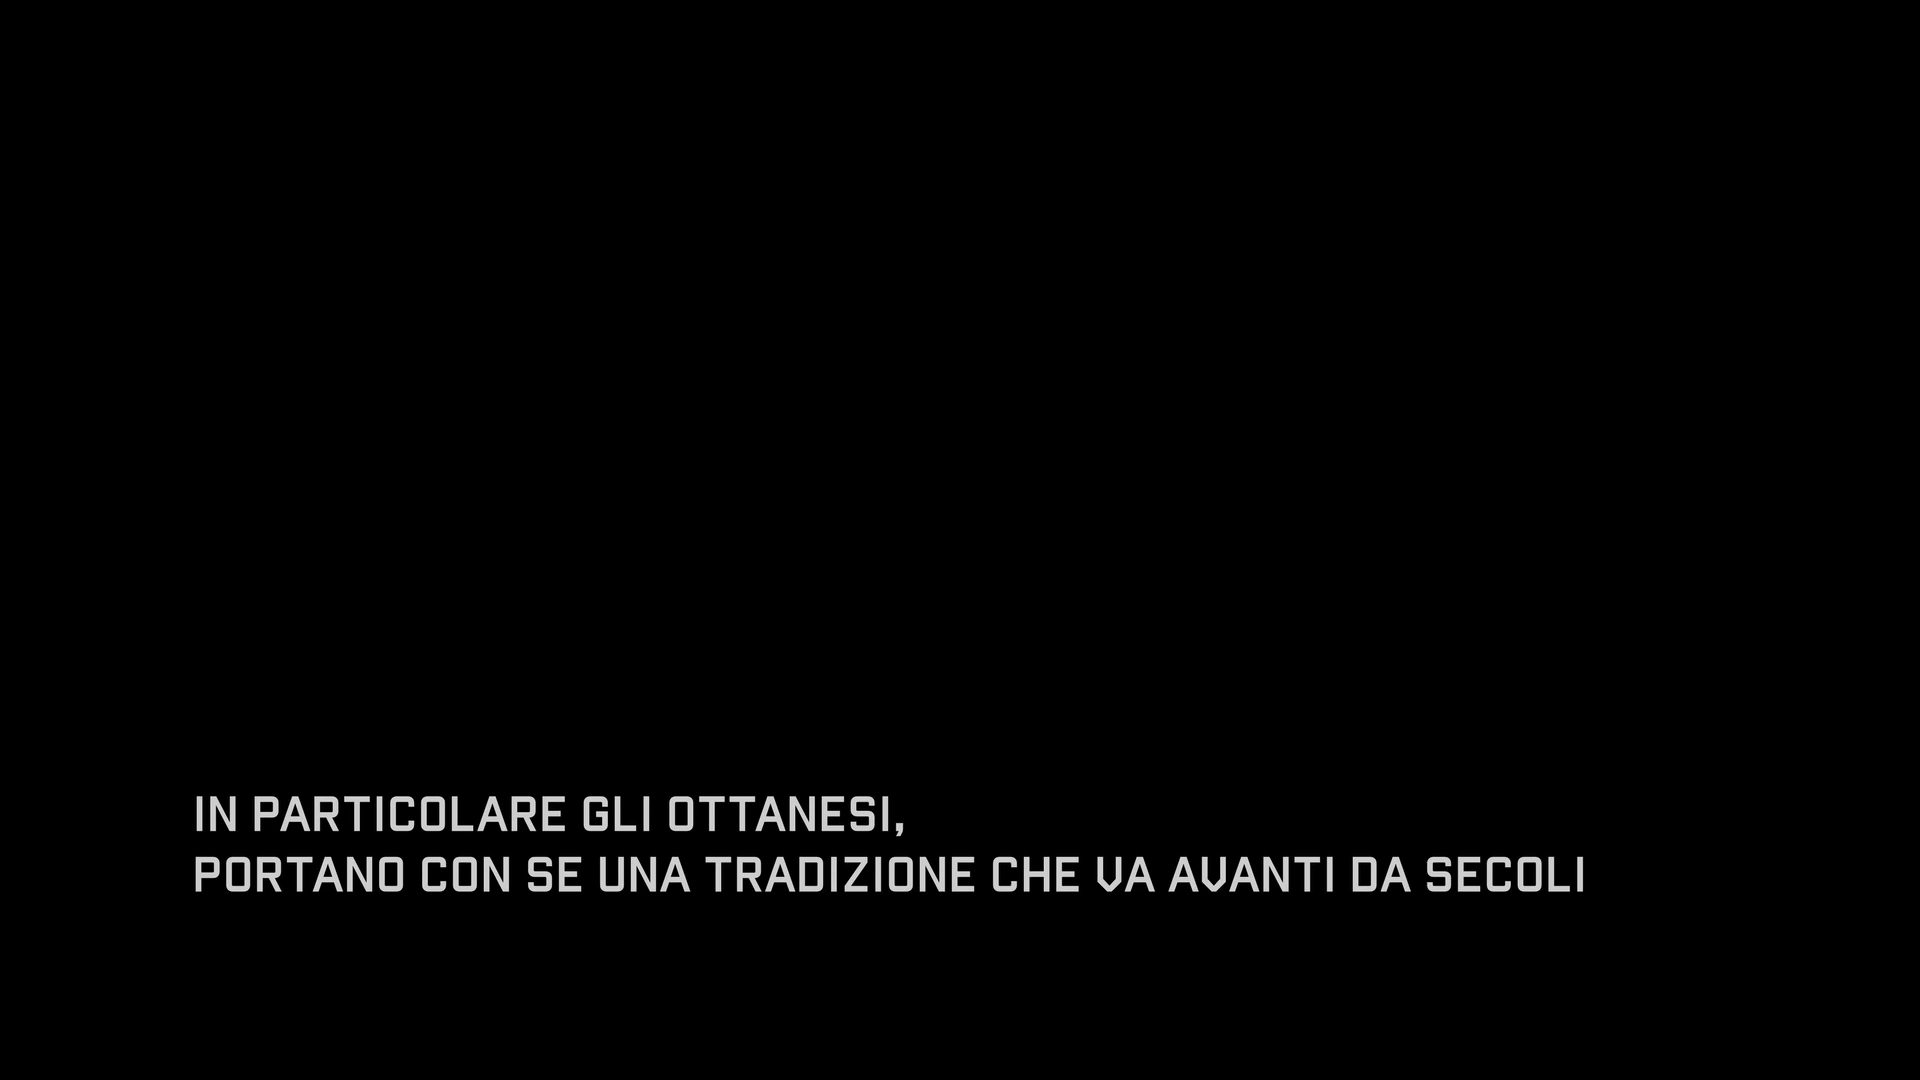 IN PARTICOLARE GLI OTTANESI,
PORTANO CON SE UNA TRADIZIONE CHE VA AVANTI DA SECOLI